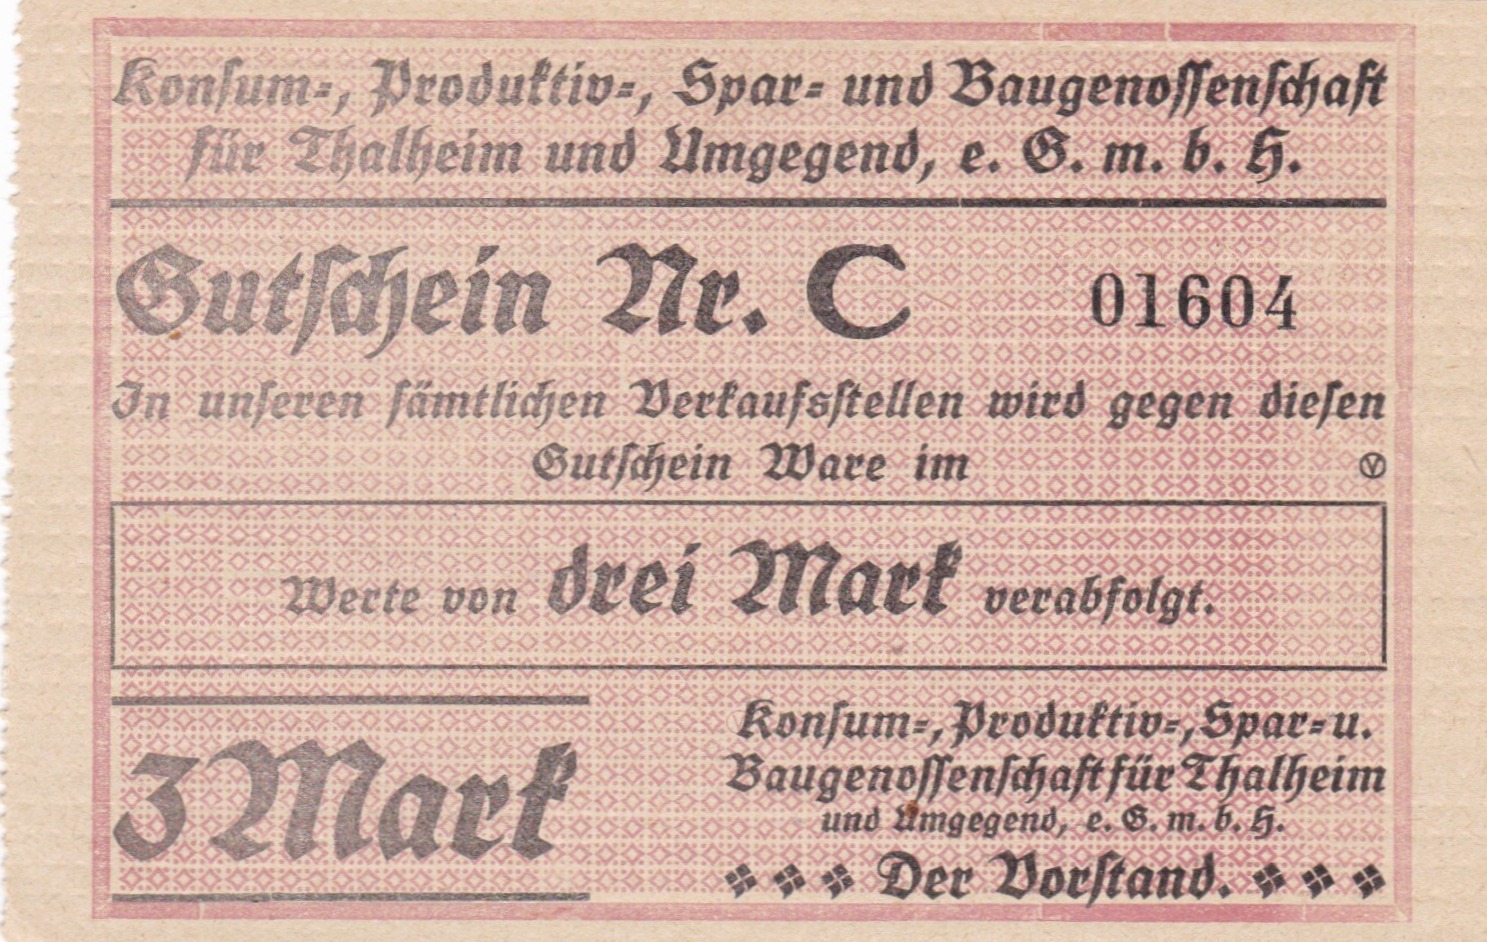 Konsum-, Produktiv-, Spar- und Baugenossenschaft
für Thalheim und Umgegend, e. G. m. b. H.
Gutschein Nr. C 01604
In unseren sämtlichen Verkaufsstellen wird gegen diesen
Gutschein Ware im
V
Werte von drei Mark verabfolgt.
3 Mark
Konsum-, Produktiv-, Spar- u.
Baugenossenschaft für Thalheim
und Umgegend, e. G. m. b. H.
Der Vorstand.